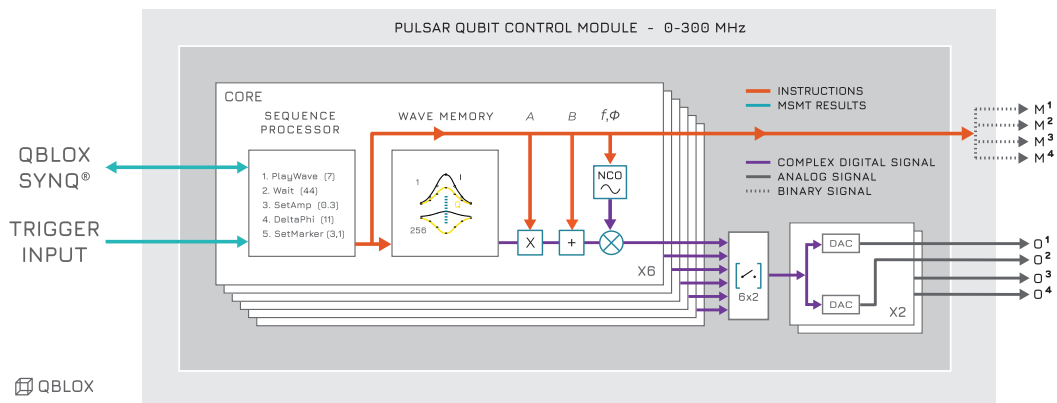 PULSAR QUBIT CONTROL MODULE - 0-300 MHz
CORE
SEQUENCE
PROCESSOR
WAVE MEMORY
A
B
f,Φ
INSTRUCTIONS
MSMT RESULTS
M1
M2
M3
M4
QBLOX
SYNQ®
TRIGGER
INPUT
1. PlayWave (7)
2. Wait (44)
3. SetAmp (0.3)
4. DeltaPhi (11)
5. SetMarker (3,1)
1
I
Q
256
NCO
X
+
X6
COMPLEX DIGITAL SIGNAL
ANALOG SIGNAL
BINARY SIGNAL
6x2
DAC
DAC
X2
O1
O2
O3
O4
QBLOX